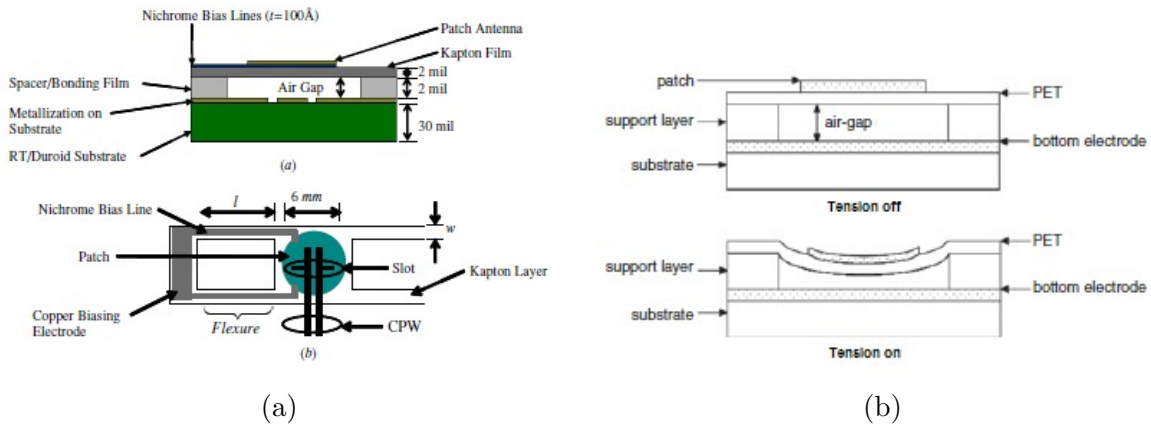 Nichrome Bias Lines (t=100Å)
Patch Antenna
Kapton Film
2 mil
Spacer/Bonding Film
Air Gap
2 mil
Metallization on
Substrate
30 mil
RT/Duroid Substrate
(a)
l
6 mm
Nichrome Bias Line
w
Patch
Slot
Kapton Layer
Copper Biasing
Electrode
Flexure
CPW
(b)
(a)
patch
PET
support layer
air-gap
bottom electrode
substrate
Tension off
PET
support layer
bottom electrode
substrate
Tension on
(b)